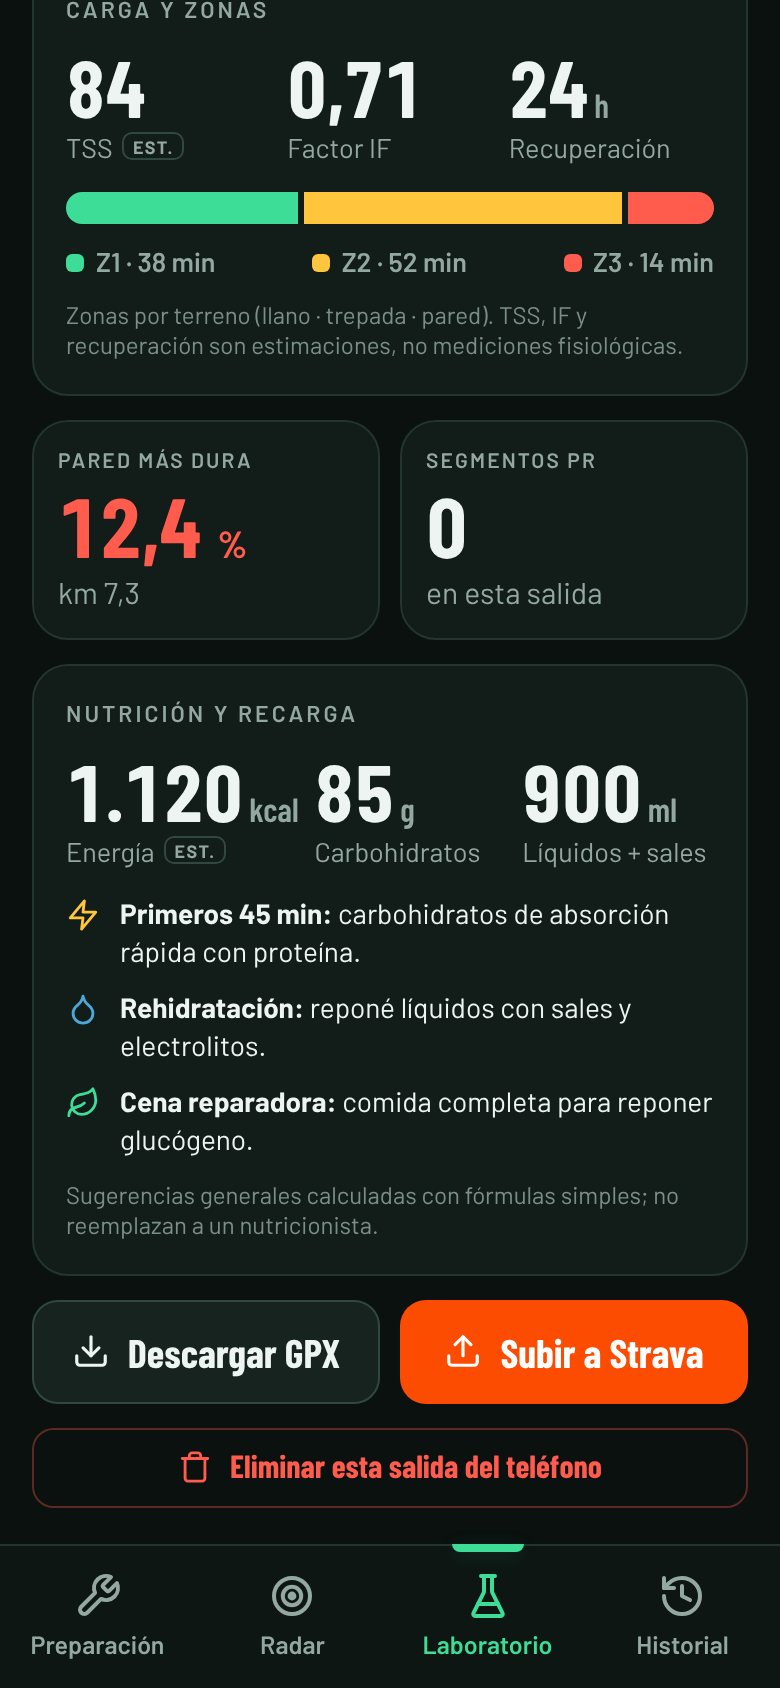 CARGA Y ZONAS
84 0,71 24 h
TSS EST. Factor IF Recuperación
Z1 · 38 min Z2 · 52 min Z3 · 14 min
Zonas por terreno (llano · trepada · pared). TSS, IF y
recuperación son estimaciones, no mediciones fisiológicas.
PARED MÁS DURA
12,4 %
km 7,3
SEGMENTOS PR
0
en esta salida
NUTRICIÓN Y RECARGA
1.120 kcal 85 g 900 ml
Energía EST. Carbohidratos Líquidos + sales
Primeros 45 min: carbohidratos de absorción
rápida con proteína.
Rehidratación: reponé líquidos con sales y
electrolitos.
Cena reparadora: comida completa para reponer
glucógeno.
Sugerencias generales calculadas con fórmulas simples; no
reemplazan a un nutricionista.
Descargar GPX Subir a Strava
Eliminar esta salida del teléfono
Preparación Radar Laboratorio Historial